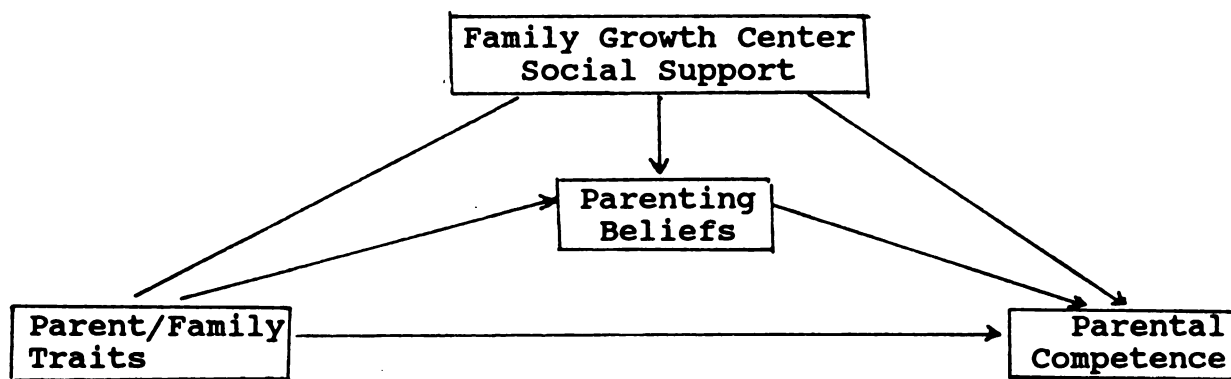 Family Growth Center
Social Support
Parenting
Beliefs
Parent/Family
Traits
Parental
Competence